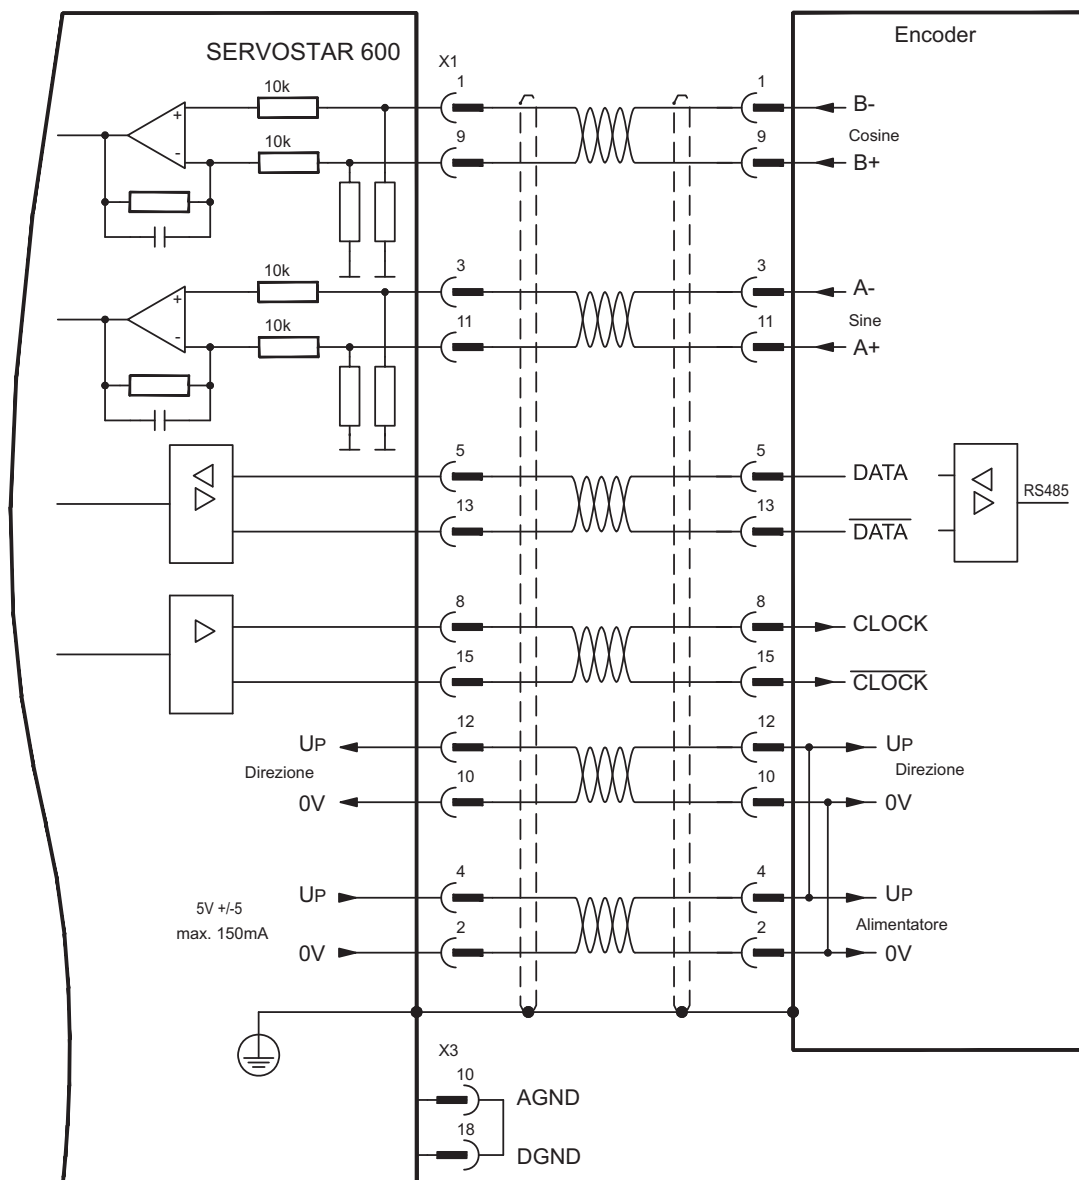 SERVOSTAR 600
X1
Encoder
10k
+
1
1
B-
10k
-
9
Cosine
9
B+
10k
+
3
3
A-
10k
-
11
Sine
11
A+
5
5
DATA
RS485
13
13
DATA
8
8
CLOCK
15
15
CLOCK
UP
12
12
UP
Direzione
Direzione
0V
10
10
0V
UP
4
4
UP
5V +/-5
max. 150mA
Alimentatore
0V
2
2
0V
X3
10
AGND
18
DGND